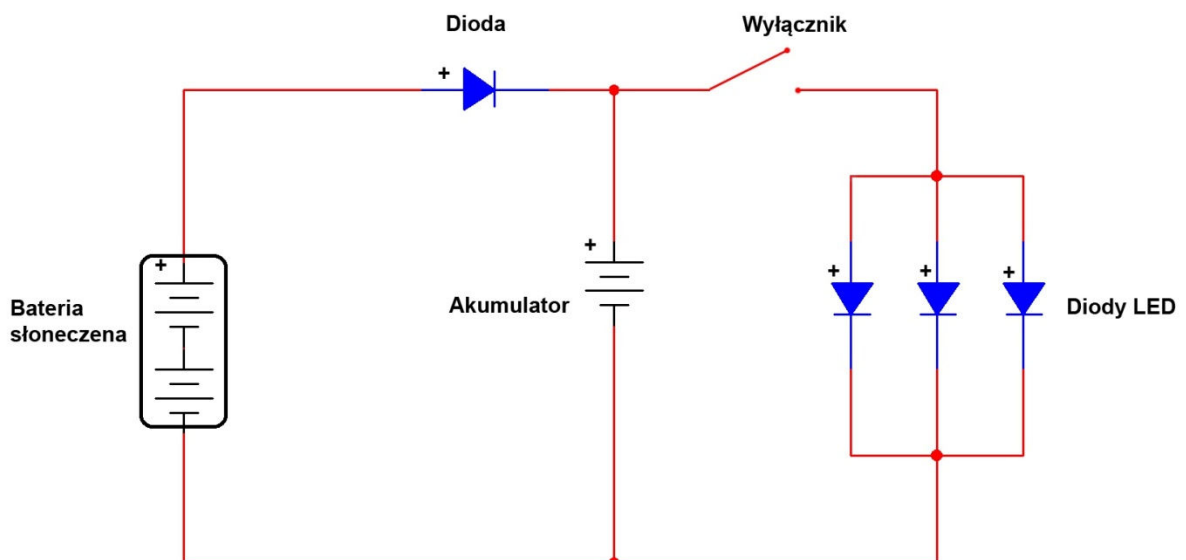 Dioda
Wyłącznik
+
+
+
Akumulator
Bateria
słoneczena
+
+
+
Diody LED